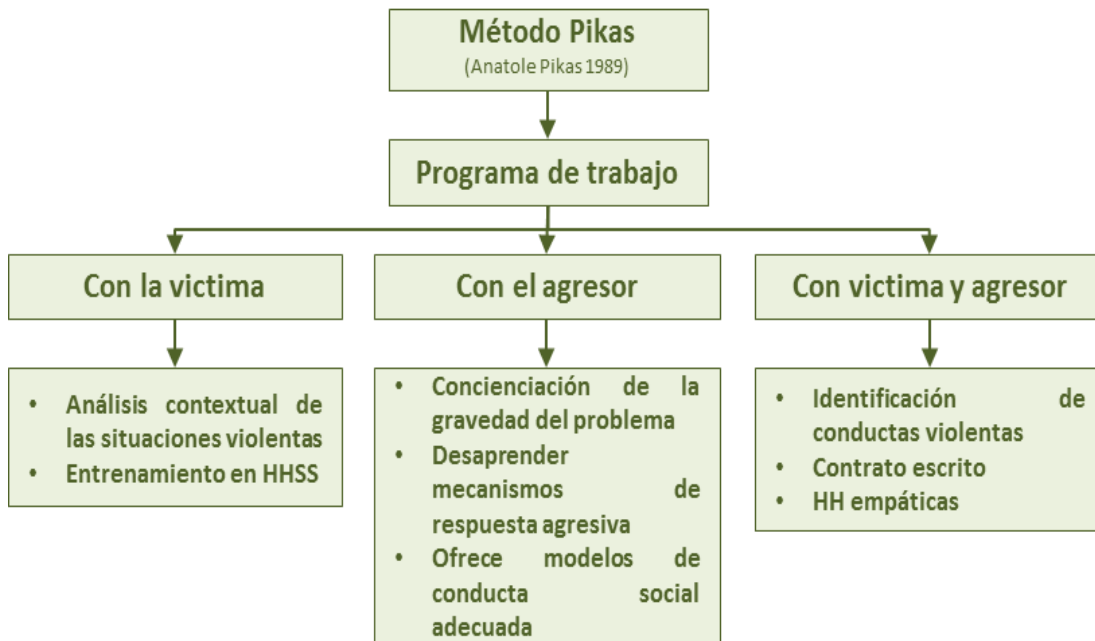 Método Pikas
(Anatole Pikas 1989)
Programa de trabajo
Con la victima
Con el agresor
Con victima y agresor
• Análisis contextual de
las situaciones violentas
• Entrenamiento en HHSS
• Concienciación de la
gravedad del problema
• Desaprender
mecanismos de
respuesta agresiva
• Ofrece modelos de
conducta social
adecuada
• Identificación de
conductas violentas
• Contrato escrito
• HH empáticas